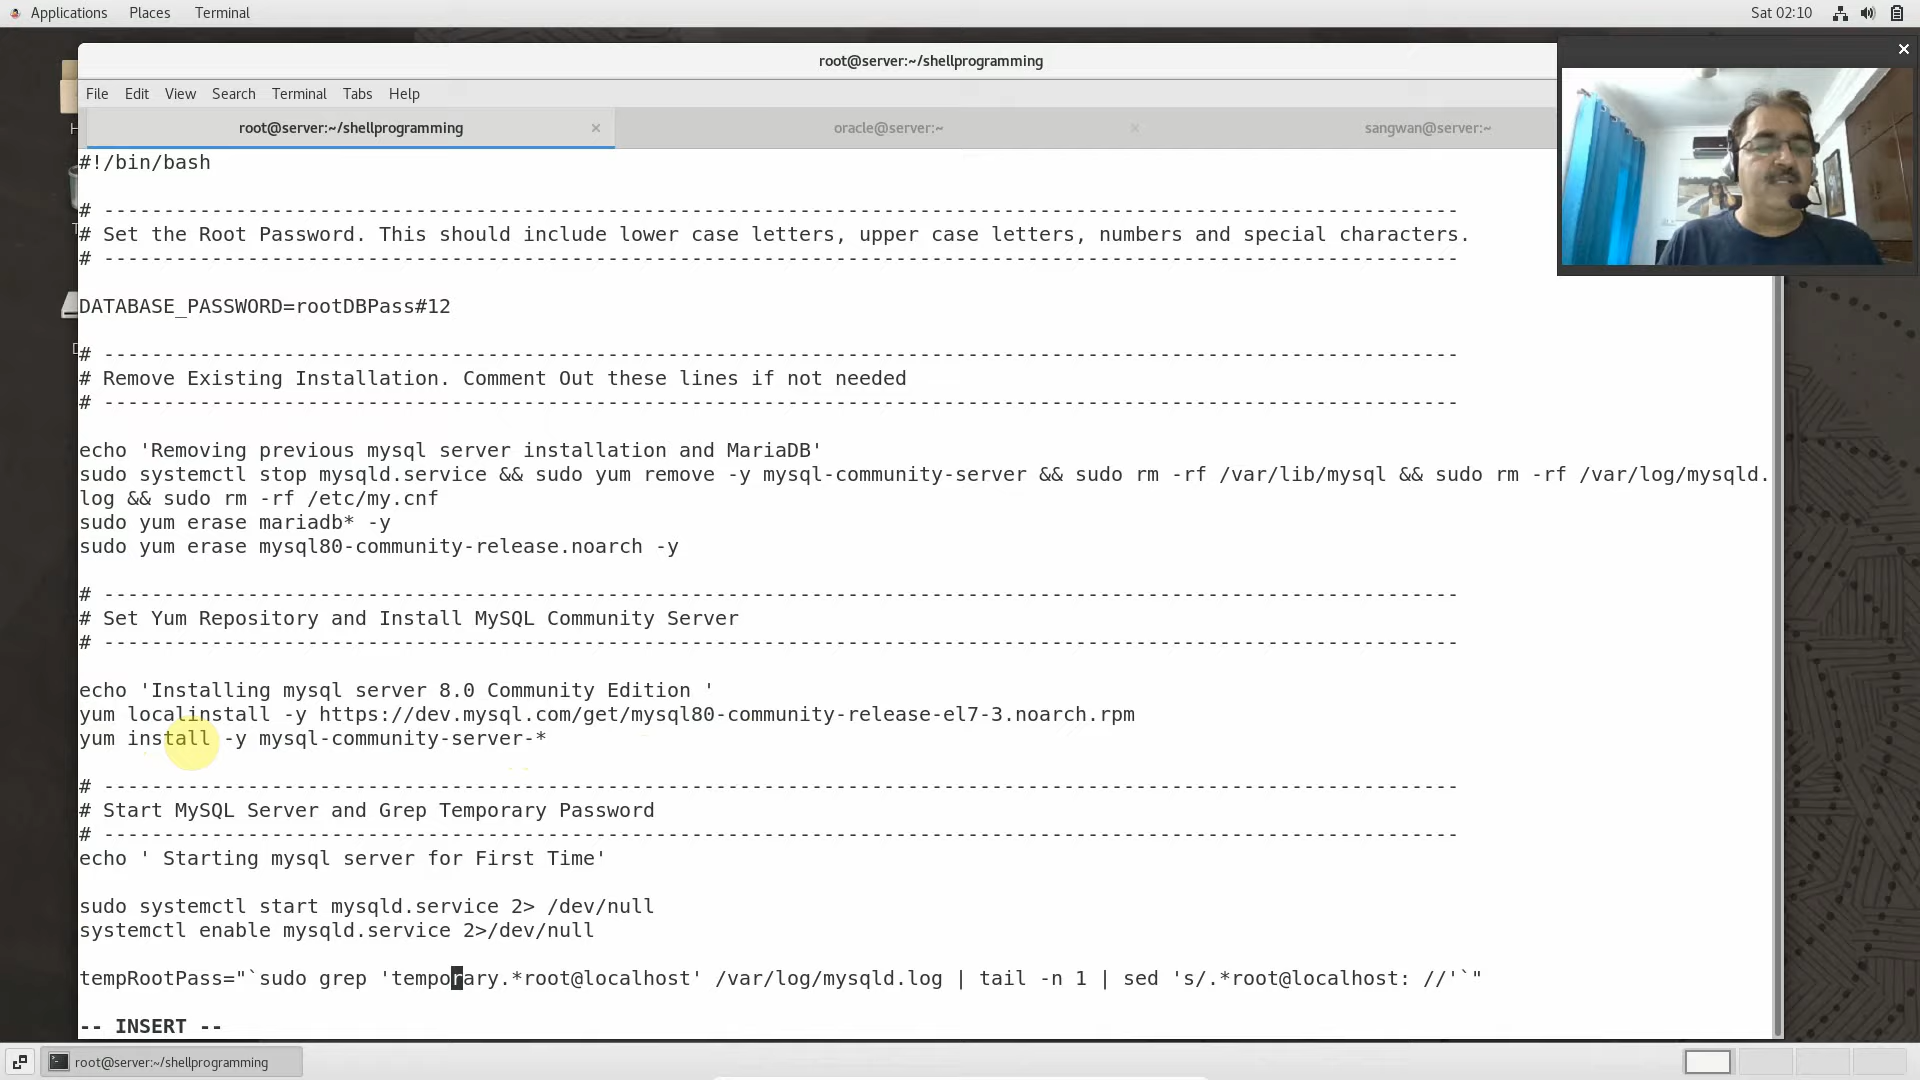 Applications Places Terminal Sat 02:10
root@server:~/shellprogramming
File Edit View Search Terminal Tabs Help
root@server:~/shellprogramming × oracle@server:~ × sangwan@server:~
#!/bin/bash
# -----------------------------------------------------------------------------------------------------------------
# Set the Root Password. This should include lower case letters, upper case letters, numbers and special characters.
# -----------------------------------------------------------------------------------------------------------------
DATABASE_PASSWORD=rootDBPass#12
# -----------------------------------------------------------------------------------------------------------------
# Remove Existing Installation. Comment Out these lines if not needed
# -----------------------------------------------------------------------------------------------------------------
echo 'Removing previous mysql server installation and MariaDB'
sudo systemctl stop mysqld.service && sudo yum remove -y mysql-community-server && sudo rm -rf /var/lib/mysql && sudo rm -rf /var/log/mysqld.
log && sudo rm -rf /etc/my.cnf
sudo yum erase mariadb* -y
sudo yum erase mysql80-community-release.noarch -y
# -----------------------------------------------------------------------------------------------------------------
# Set Yum Repository and Install MySQL Community Server
# -----------------------------------------------------------------------------------------------------------------
echo 'Installing mysql server 8.0 Community Edition '
yum localinstall -y https://dev.mysql.com/get/mysql80-community-release-el7-3.noarch.rpm
yum install -y mysql-community-server-*
# -----------------------------------------------------------------------------------------------------------------
# Start MySQL Server and Grep Temporary Password
# -----------------------------------------------------------------------------------------------------------------
echo ' Starting mysql server for First Time'
sudo systemctl start mysqld.service 2> /dev/null
systemctl enable mysqld.service 2>/dev/null
tempRootPass="`sudo grep 'temporary.*root@localhost' /var/log/mysqld.log | tail -n 1 | sed 's/.*root@localhost: //'`"
-- INSERT --
root@server:~/shellprogramming